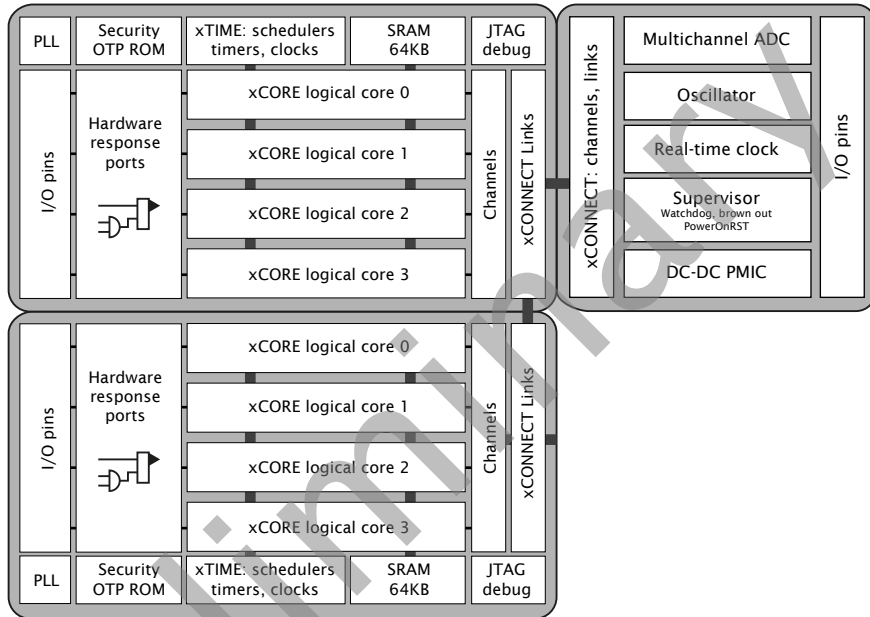 PLL
Security
OTP ROM
xTIME: schedulers
timers, clocks
SRAM
64KB
JTAG
debug
I/O pins
Hardware
response
ports
xCORE logical core 0
xCORE logical core 1
xCORE logical core 2
xCORE logical core 3
Channels
xCONNECT Links
xCONNECT: channels, links
Multichannel ADC
Oscillator
Real-time clock
Supervisor
Watchdog, brown out
PowerOnRST
DC-DC PMIC
I/O pins
I/O pins
Hardware
response
ports
xCORE logical core 0
xCORE logical core 1
xCORE logical core 2
xCORE logical core 3
Channels
xCONNECT Links
PLL
Security
OTP ROM
xTIME: schedulers
timers, clocks
SRAM
64KB
JTAG
debug
liminary